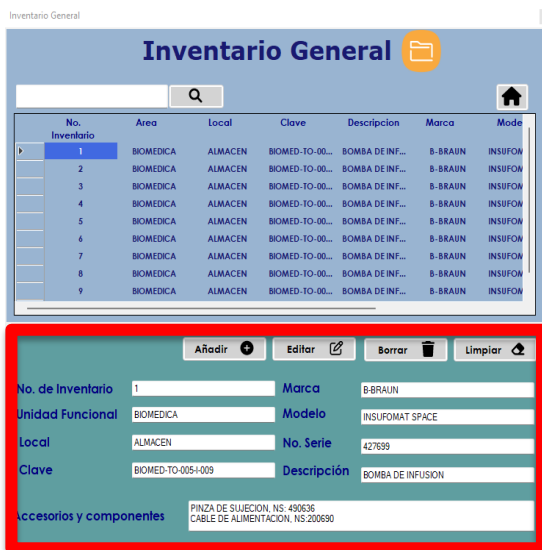 Inventario General
Inventario General
No. Inventario Area Local Clave Descripcion Marca Mode
1 BIOMEDICA ALMACEN BIOMED-TO-00... BOMBA DE INF... B-BRAUN INSUFOM
2 BIOMEDICA ALMACEN BIOMED-TO-00... BOMBA DE INF... B-BRAUN INSUFOM
3 BIOMEDICA ALMACEN BIOMED-TO-00... BOMBA DE INF... B-BRAUN INSUFOM
4 BIOMEDICA ALMACEN BIOMED-TO-00... BOMBA DE INF... B-BRAUN INSUFOM
5 BIOMEDICA ALMACEN BIOMED-TO-00... BOMBA DE INF... B-BRAUN INSUFOM
6 BIOMEDICA ALMACEN BIOMED-TO-00... BOMBA DE INF... B-BRAUN INSUFOM
7 BIOMEDICA ALMACEN BIOMED-TO-00... BOMBA DE INF... B-BRAUN INSUFOM
8 BIOMEDICA ALMACEN BIOMED-TO-00... BOMBA DE INF... B-BRAUN INSUFOM
9 BIOMEDICA ALMACEN BIOMED-TO-00... BOMBA DE INF... B-BRAUN INSUFOM
Añadir Editar Borrar Limpiar
No. de Inventario 1 Marca B-BRAUN
Unidad Funcional BIOMEDICA Modelo INSUFOMAT SPACE
Local ALMACEN No. Serie 427699
Clave BIOMED-TO-005-I-009 Descripción BOMBA DE INFUSION
Accesorios y componentes PINZA DE SUJECION, NS: 490636
CABLE DE ALIMENTACION, NS:200690